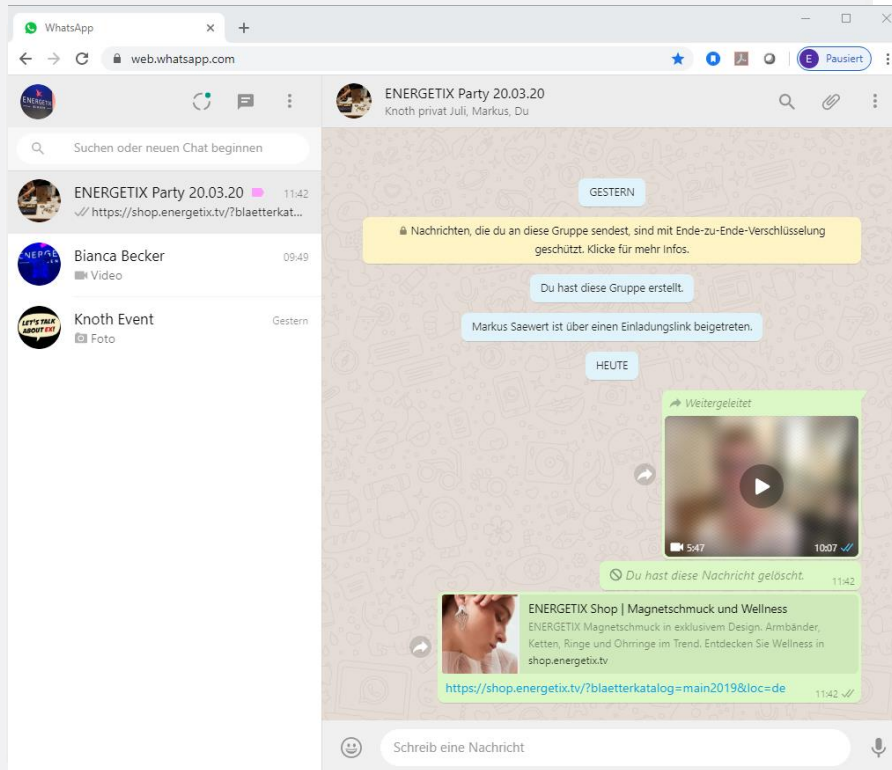 WhatsApp
web.whatsapp.com
E Pausiert
ENERGETIX
Suchen oder neuen Chat beginnen
ENERGETIX Party 20.03.20 11:42
https://shop.energetix.tv/?blaetterkat...
Bianca Becker 09:49
Video
LET'S TALK
ABOUT EX!
Knoth Event Gestern
Foto
ENERGETIX Party 20.03.20
Knoth privat Juli, Markus, Du
GESTERN
Nachrichten, die du an diese Gruppe sendest, sind mit Ende-zu-Ende-Verschlüsselung
geschützt. Klicke für mehr Infos.
Du hast diese Gruppe erstellt.
Markus Saewert ist über einen Einladungslink beigetreten.
HEUTE
Weitergeleitet
5:47 10:07
Du hast diese Nachricht gelöscht. 11:42
ENERGETIX Shop | Magnetschmuck und Wellness
ENERGETIX Magnetschmuck in exklusivem Design. Armbänder,
Ketten, Ringe und Ohrringe im Trend. Entdecken Sie Wellness in
shop.energetix.tv
https://shop.energetix.tv/?blaetterkatalog=main2019&loc=de 11:42
Schreib eine Nachricht